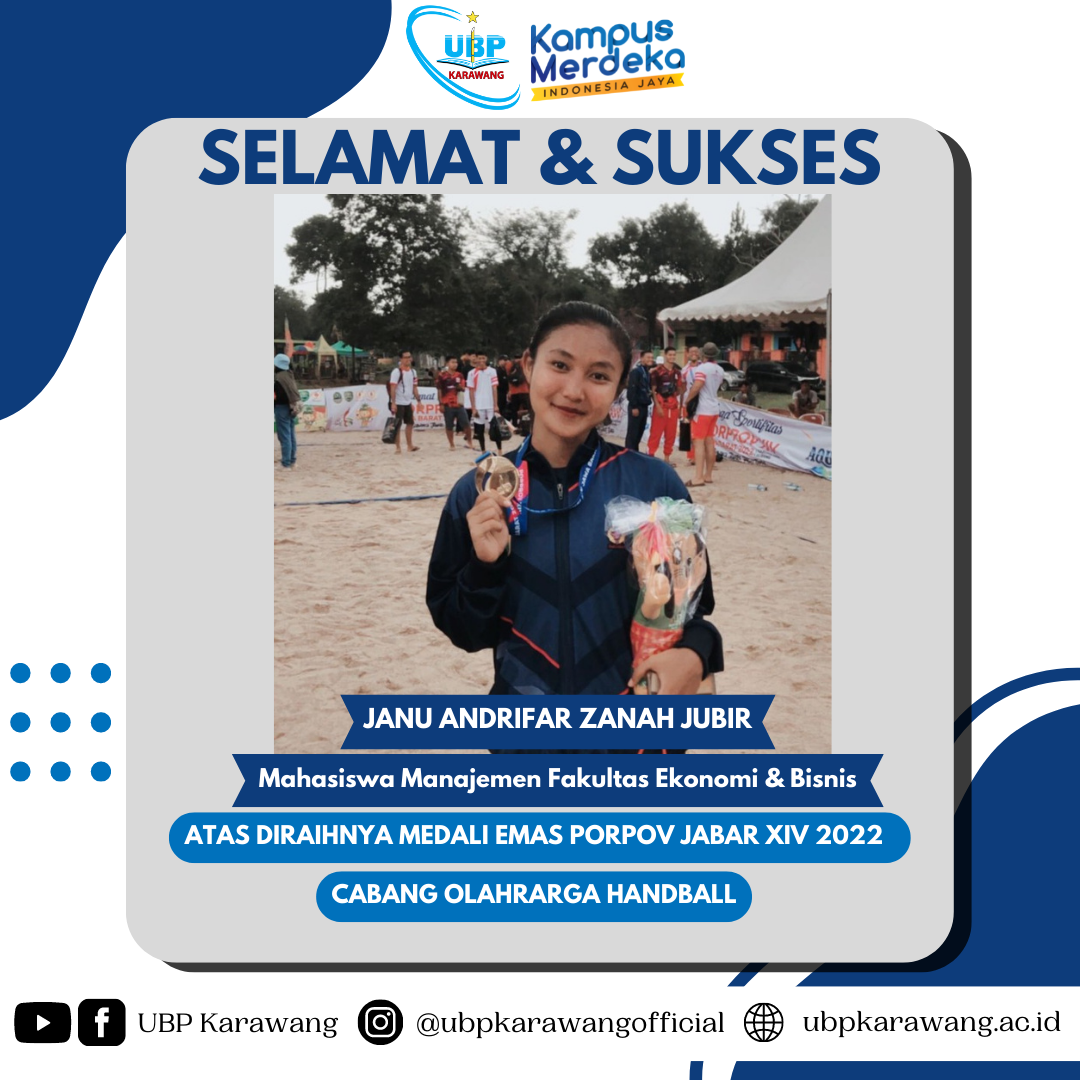 UBP
KARAWANG
Kampus
Merdeka
INDONESIA JAYA
SELAMAT & SUKSES
JANU ANDRIFAR ZANAH JUBIR
Mahasiswa Manajemen Fakultas Ekonomi & Bisnis
ATAS DIRAIHNYA MEDALI EMAS PORPOV JABAR XIV 2022
CABANG OLAHRARGA HANDBALL
UBP Karawang
@ubpkarawangofficial
ubpkarawang.ac.id